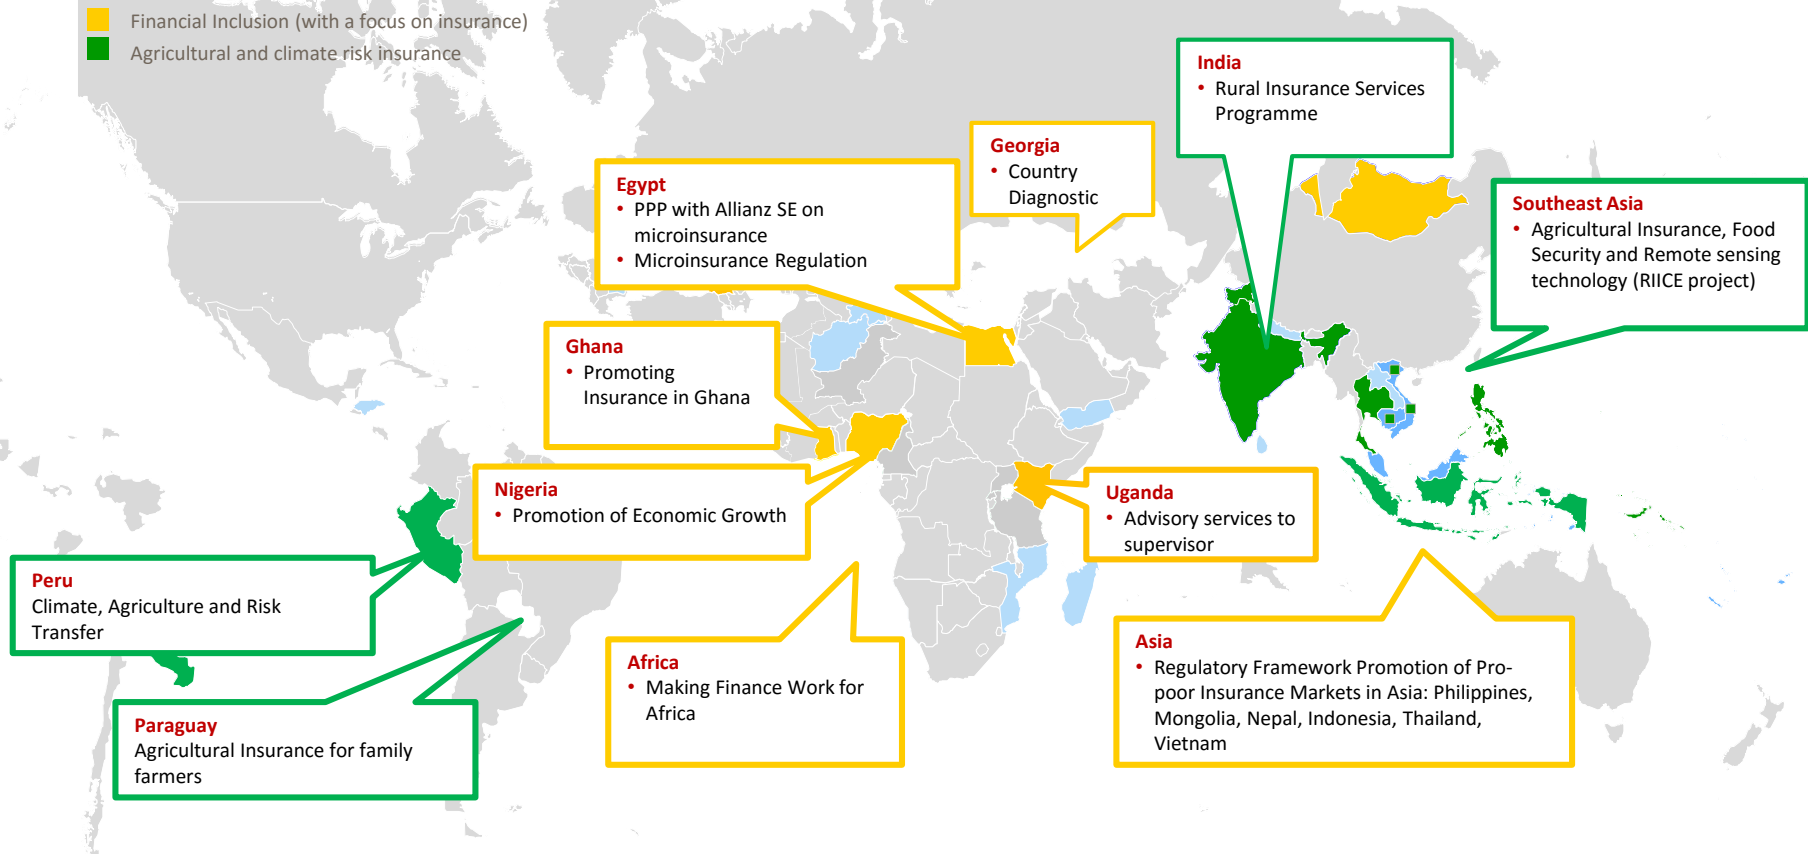 Financial Inclusion (with a focus on insurance)
Agricultural and climate risk insurance
India
• Rural Insurance Services
Programme
Georgia
• Country
Diagnostic
Egypt
• PPP with Allianz SE on
microinsurance
• Microinsurance Regulation
Southeast Asia
• Agricultural Insurance, Food
Security and Remote sensing
technology (RIICE project)
Ghana
• Promoting
Insurance in Ghana
Nigeria
• Promotion of Economic Growth
Uganda
• Advisory services to
supervisor
Peru
Climate, Agriculture and Risk
Transfer
Africa
• Making Finance Work for
Africa
Asia
• Regulatory Framework Promotion of Pro-
poor Insurance Markets in Asia: Philippines,
Mongolia, Nepal, Indonesia, Thailand,
Vietnam
Paraguay
Agricultural Insurance for family
farmers